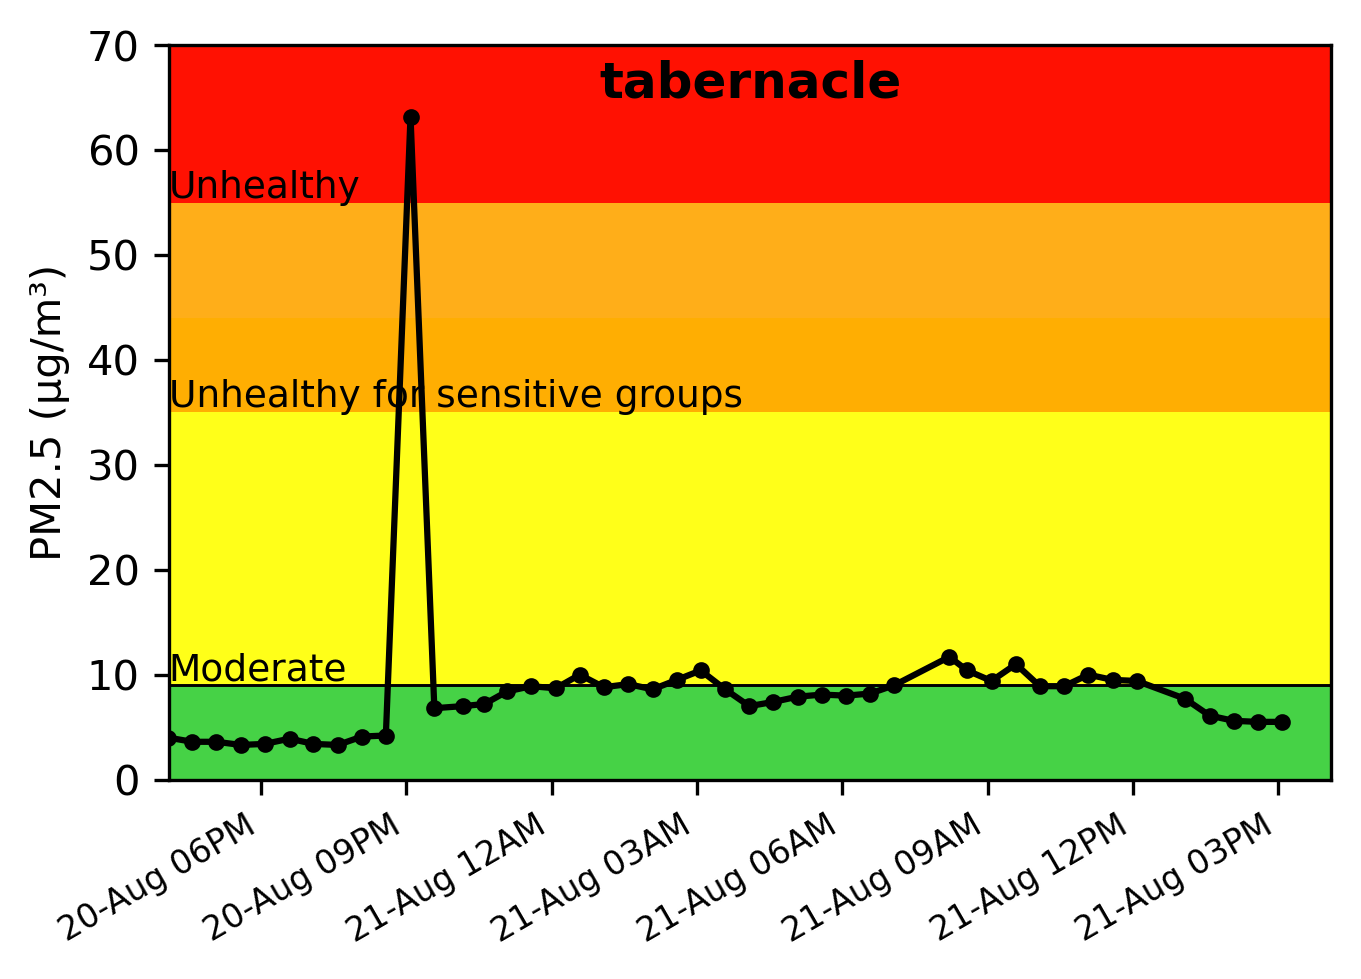 tabernacle
70
60
50
40
30
20
10
0
PM2.5 (µg/m³)
Unhealthy
Unhealthy for sensitive groups
Moderate
20-Aug 06PM
20-Aug 09PM
21-Aug 12AM
21-Aug 03AM
21-Aug 06AM
21-Aug 09AM
21-Aug 12PM
21-Aug 03PM